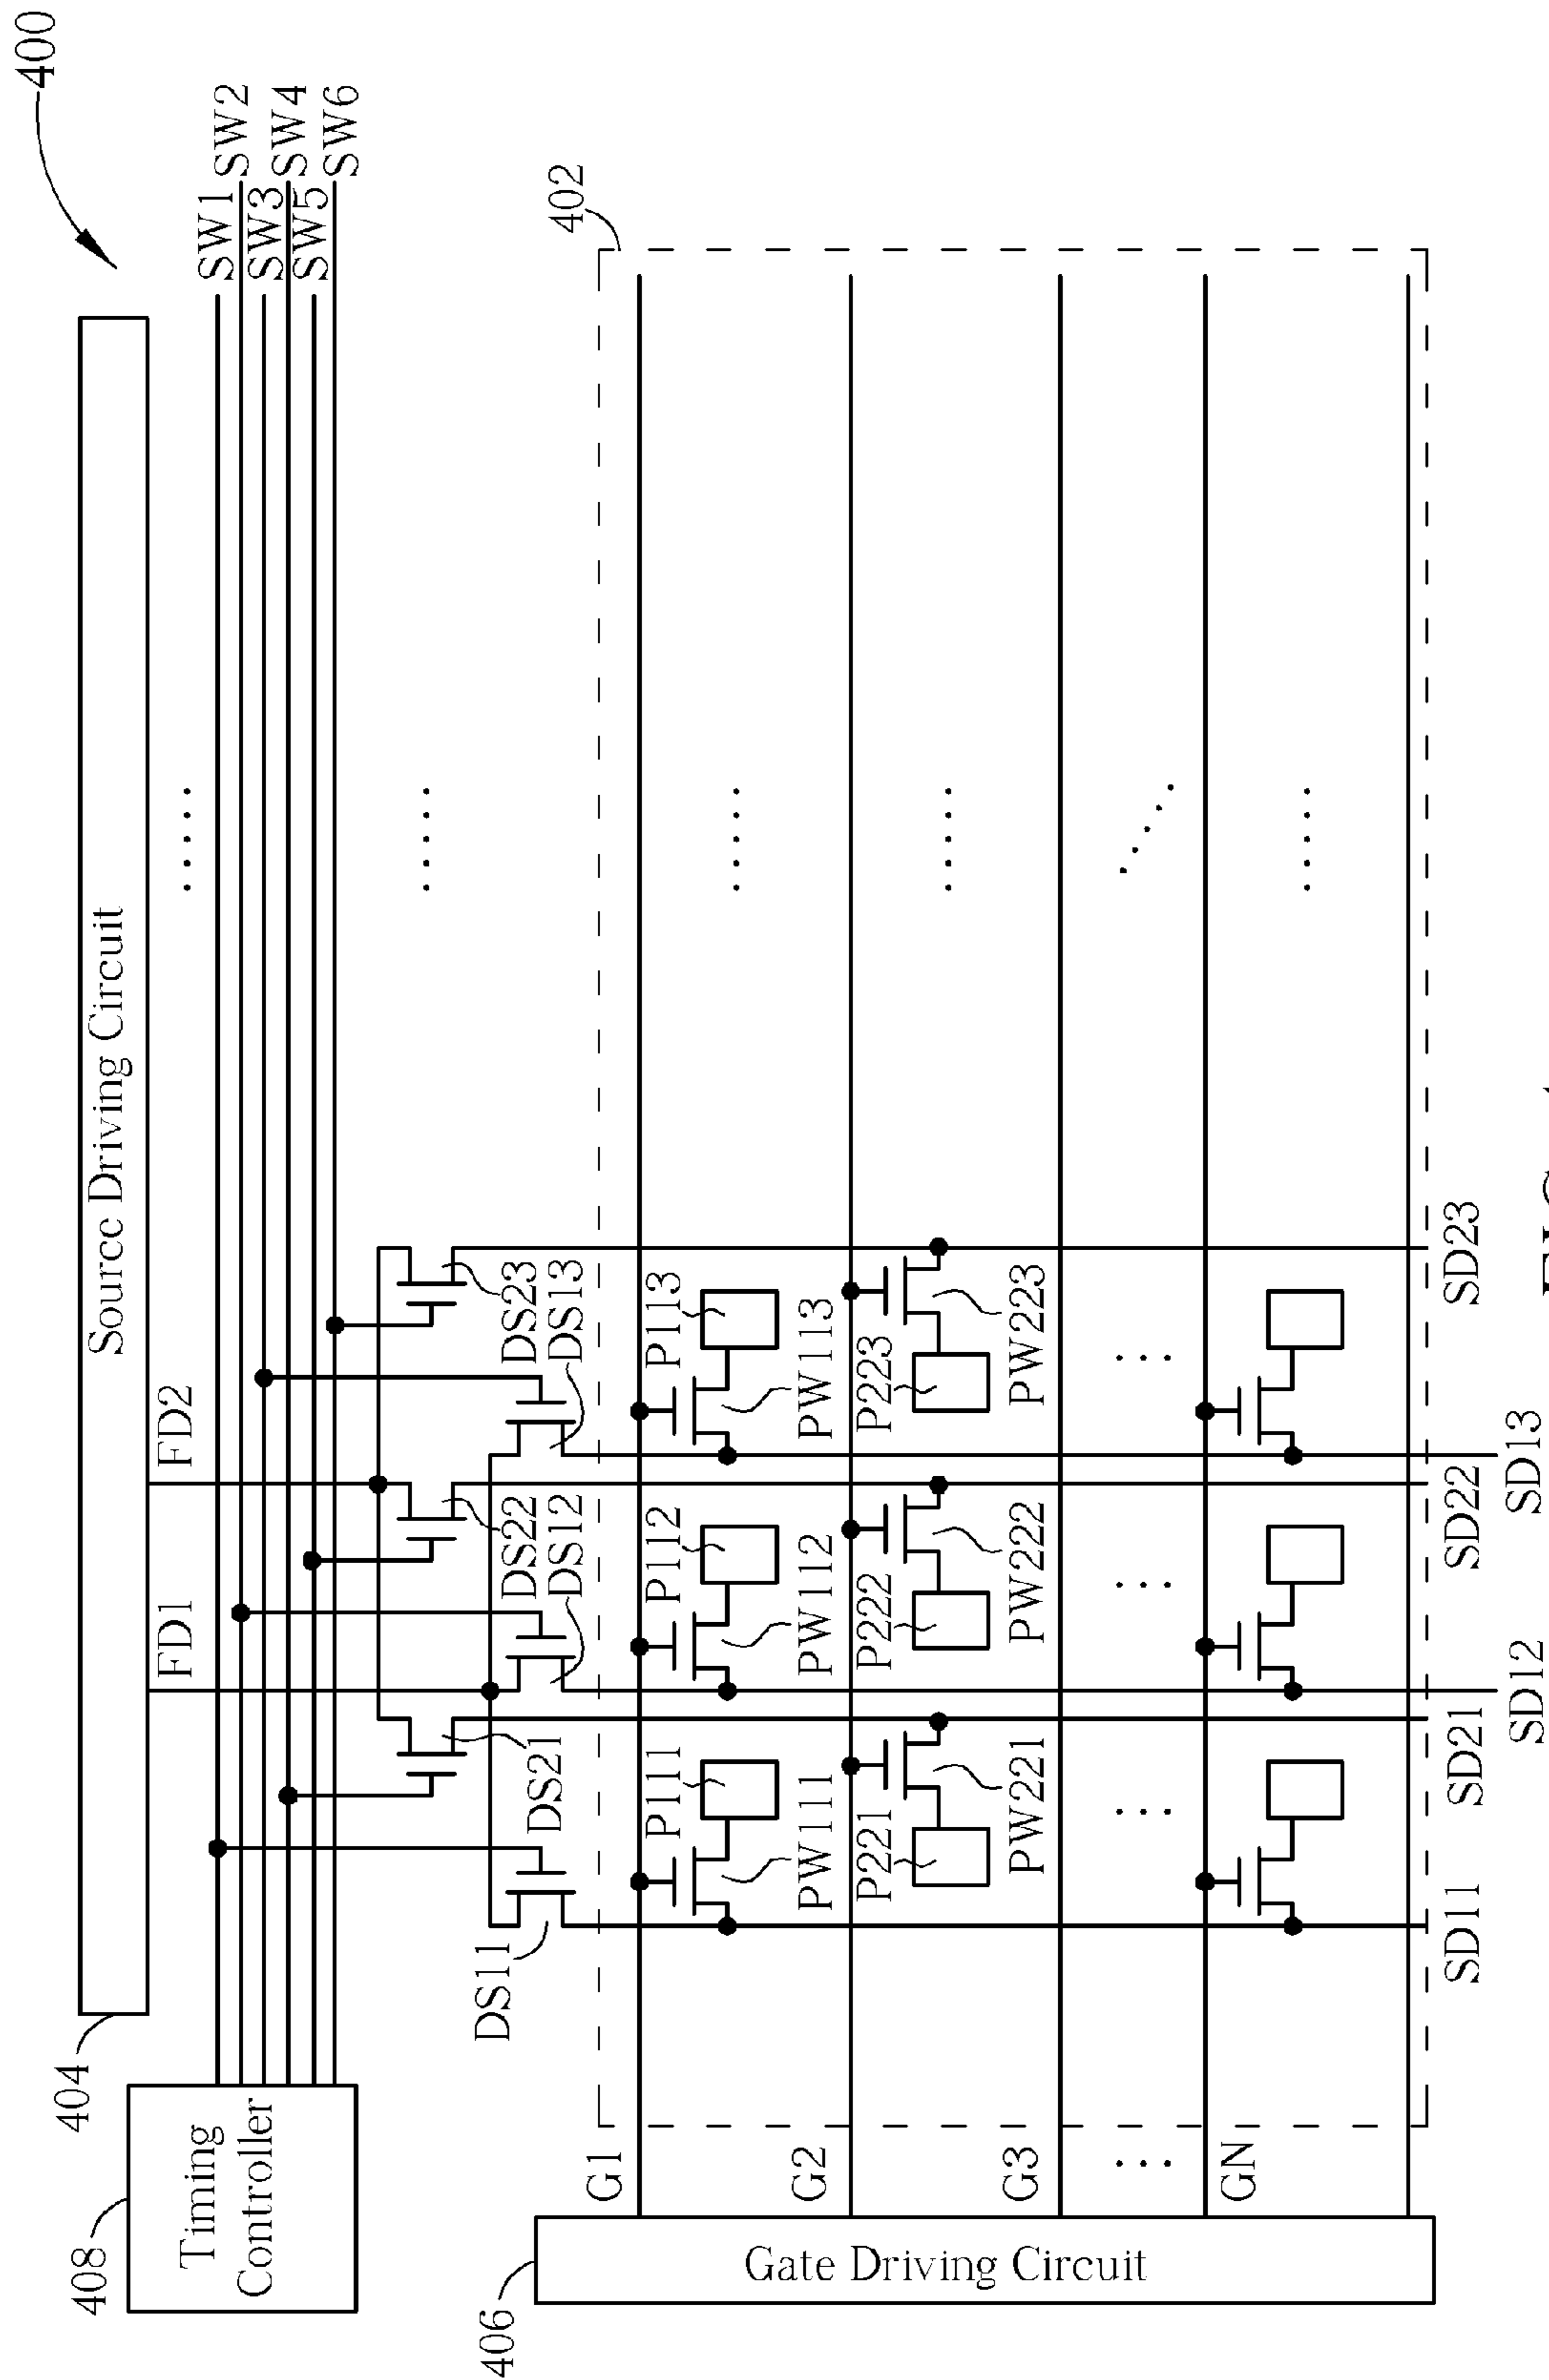 400
404
Source Driving Circuit
408
Timing
Controller
SW1
SW2
SW3
SW4
SW5
SW6
FD1
FD2
DS11
DS21
DS12
DS22
DS13
DS23
402
406
Gate Driving Circuit
G1
G2
G3
GN
P111
PW111
P112
PW112
P113
PW113
P221
PW221
P222
PW222
P223
PW223
SD11
SD21
SD12
SD22
SD13
SD23